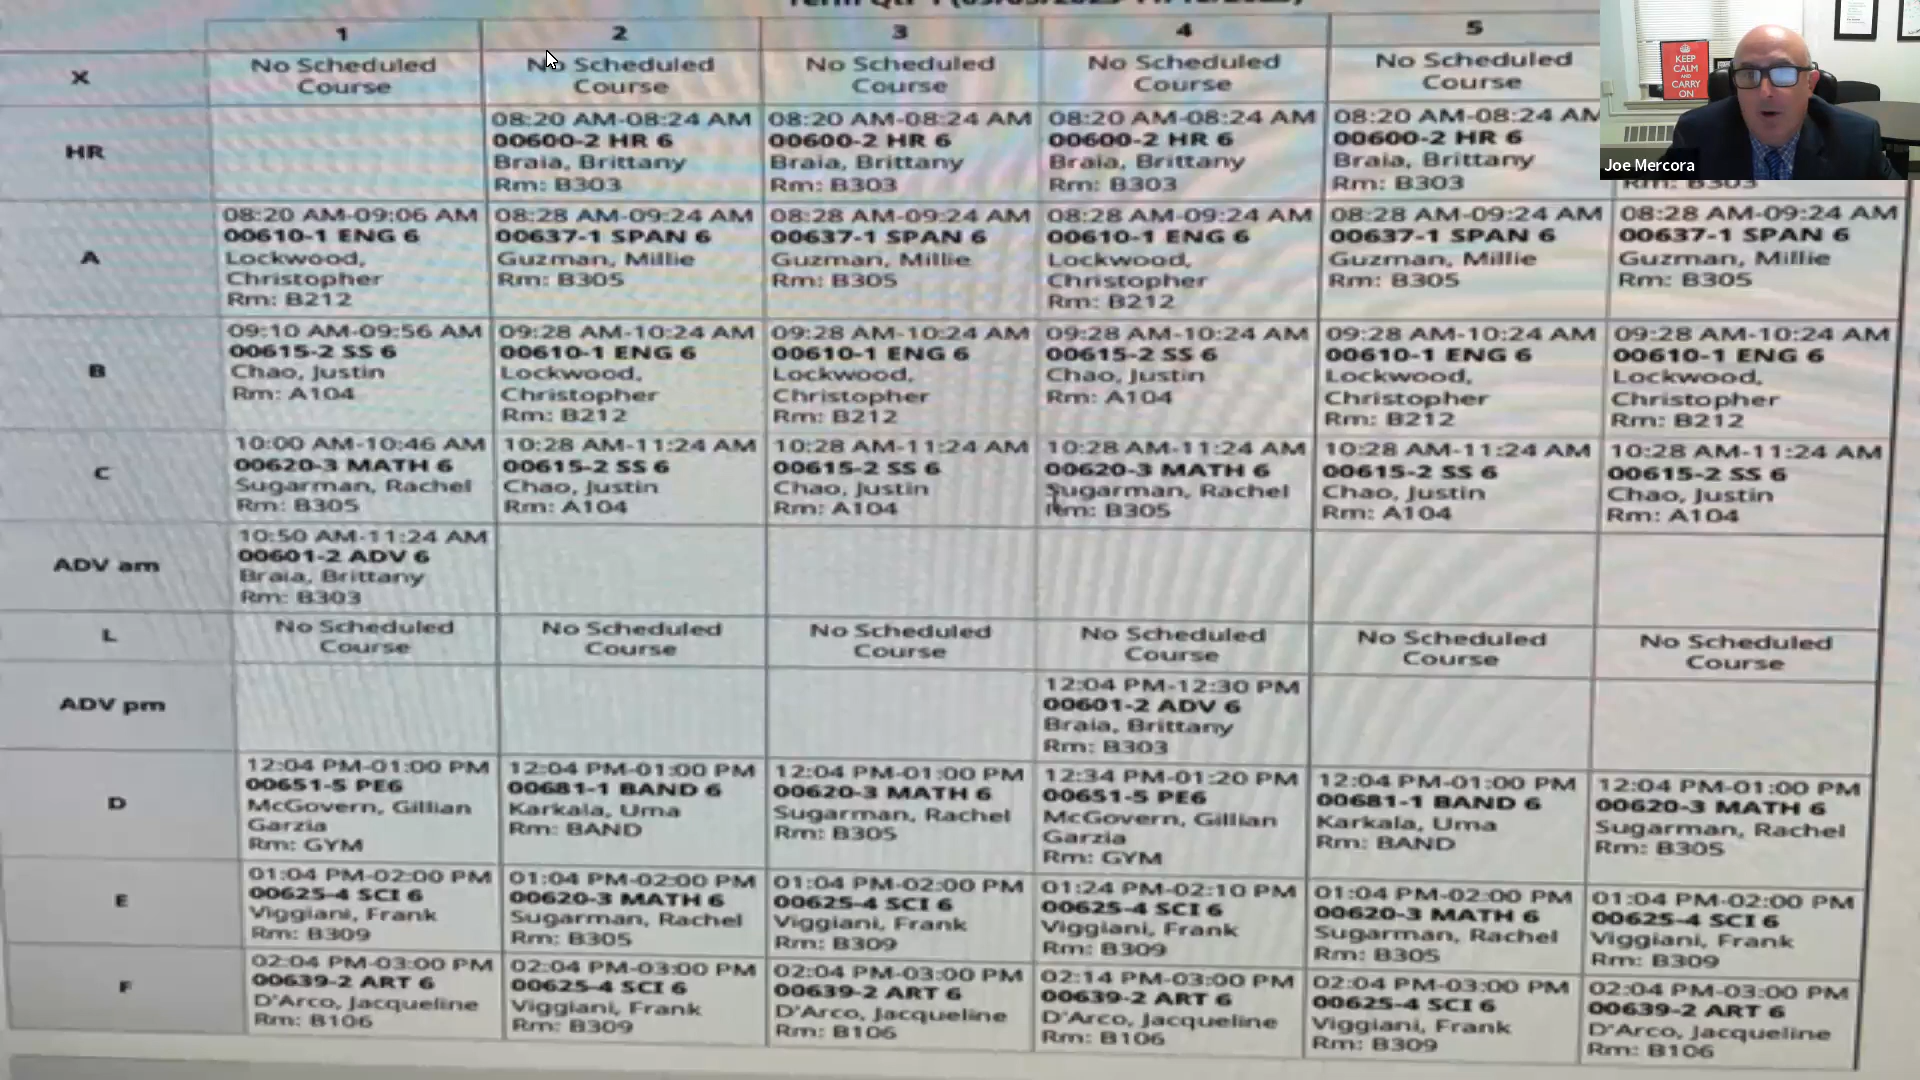 1 2 3 4 5
X No Scheduled Course No Scheduled Course No Scheduled Course No Scheduled Course No Scheduled Course
HR
08:20 AM-08:24 AM
00600-2 HR 6
Braia, Brittany
Rm: B303
08:20 AM-08:24 AM
00600-2 HR 6
Braia, Brittany
Rm: B303
08:20 AM-08:24 AM
00600-2 HR 6
Braia, Brittany
Rm: B303
08:20 AM-08:24 AM
00600-2 HR 6
Braia, Brittany
Rm: B303
Rm: B303
A
08:20 AM-09:06 AM
00610-1 ENG 6
Lockwood,
Christopher
Rm: B212
08:28 AM-09:24 AM
00637-1 SPAN 6
Guzman, Millie
Rm: B305
08:28 AM-09:24 AM
00637-1 SPAN 6
Guzman, Millie
Rm: B305
08:28 AM-09:24 AM
00610-1 ENG 6
Lockwood,
Christopher
Rm: B212
08:28 AM-09:24 AM
00637-1 SPAN 6
Guzman, Millie
Rm: B305
08:28 AM-09:24 AM
00637-1 SPAN 6
Guzman, Millie
Rm: B305
B
09:10 AM-09:56 AM
00615-2 SS 6
Chao, Justin
Rm: A104
09:28 AM-10:24 AM
00610-1 ENG 6
Lockwood,
Christopher
Rm: B212
09:28 AM-10:24 AM
00610-1 ENG 6
Lockwood,
Christopher
Rm: B212
09:28 AM-10:24 AM
00615-2 SS 6
Chao, Justin
Rm: A104
09:28 AM-10:24 AM
00610-1 ENG 6
Lockwood,
Christopher
Rm: B212
09:28 AM-10:24 AM
00610-1 ENG 6
Lockwood,
Christopher
Rm: B212
C
10:00 AM-10:46 AM
00620-3 MATH 6
Sugarman, Rachel
Rm: B305
10:28 AM-11:24 AM
00615-2 SS 6
Chao, Justin
Rm: A104
10:28 AM-11:24 AM
00615-2 SS 6
Chao, Justin
Rm: A104
10:28 AM-11:24 AM
00620-3 MATH 6
Sugarman, Rachel
Rm: B305
10:28 AM-11:24 AM
00615-2 SS 6
Chao, Justin
Rm: A104
10:28 AM-11:24 AM
00615-2 SS 6
Chao, Justin
Rm: A104
ADV am
10:50 AM-11:24 AM
00601-2 ADV 6
Braia, Brittany
Rm: B303
L No Scheduled Course No Scheduled Course No Scheduled Course No Scheduled Course No Scheduled Course No Scheduled Course
ADV pm
12:04 PM-12:30 PM
00601-2 ADV 6
Braia, Brittany
Rm: B303
D
12:04 PM-01:00 PM
00651-5 PE6
McGovern, Gillian
Garzia
Rm: GYM
12:04 PM-01:00 PM
00681-1 BAND 6
Karkala, Uma
Rm: BAND
12:04 PM-01:00 PM
00620-3 MATH 6
Sugarman, Rachel
Rm: B305
12:34 PM-01:20 PM
00651-5 PE6
McGovern, Gillian
Garzia
Rm: GYM
12:04 PM-01:00 PM
00681-1 BAND 6
Karkala, Uma
Rm: BAND
12:04 PM-01:00 PM
00620-3 MATH 6
Sugarman, Rachel
Rm: B305
E
01:04 PM-02:00 PM
00625-4 SCI 6
Viggiani, Frank
Rm: B309
01:04 PM-02:00 PM
00620-3 MATH 6
Sugarman, Rachel
Rm: B305
01:04 PM-02:00 PM
00625-4 SCI 6
Viggiani, Frank
Rm: B309
01:24 PM-02:10 PM
00625-4 SCI 6
Viggiani, Frank
Rm: B309
01:04 PM-02:00 PM
00620-3 MATH 6
Sugarman, Rachel
Rm: B305
01:04 PM-02:00 PM
00625-4 SCI 6
Viggiani, Frank
Rm: B309
F
02:04 PM-03:00 PM
00639-2 ART 6
D'Arco, Jacqueline
Rm: B106
02:04 PM-03:00 PM
00625-4 SCI 6
Viggiani, Frank
Rm: B309
02:04 PM-03:00 PM
00639-2 ART 6
D'Arco, Jacqueline
Rm: B106
02:14 PM-03:00 PM
00639-2 ART 6
D'Arco, Jacqueline
Rm: B106
02:04 PM-03:00 PM
00625-4 SCI 6
Viggiani, Frank
Rm: B309
02:04 PM-03:00 PM
00639-2 ART 6
D'Arco, Jacqueline
Rm: B106
KEEP
CALM
AND
CARRY
ON
Joe Mercora